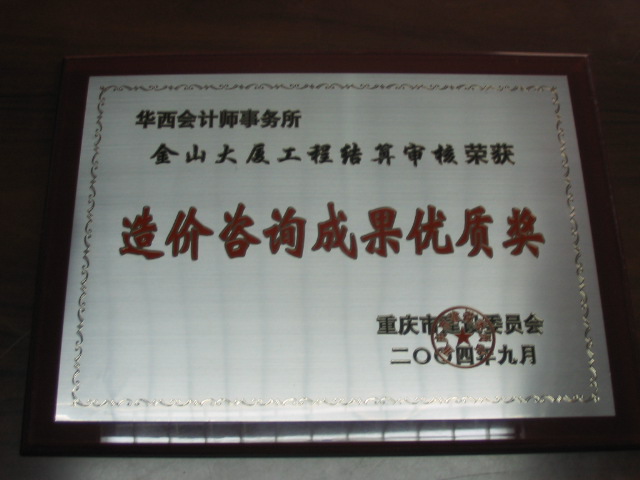 华西会计师事务所
金山大厦工程结算审核荣获
造价咨询成果优质奖
重庆市建设委员会
二〇〇四年九月